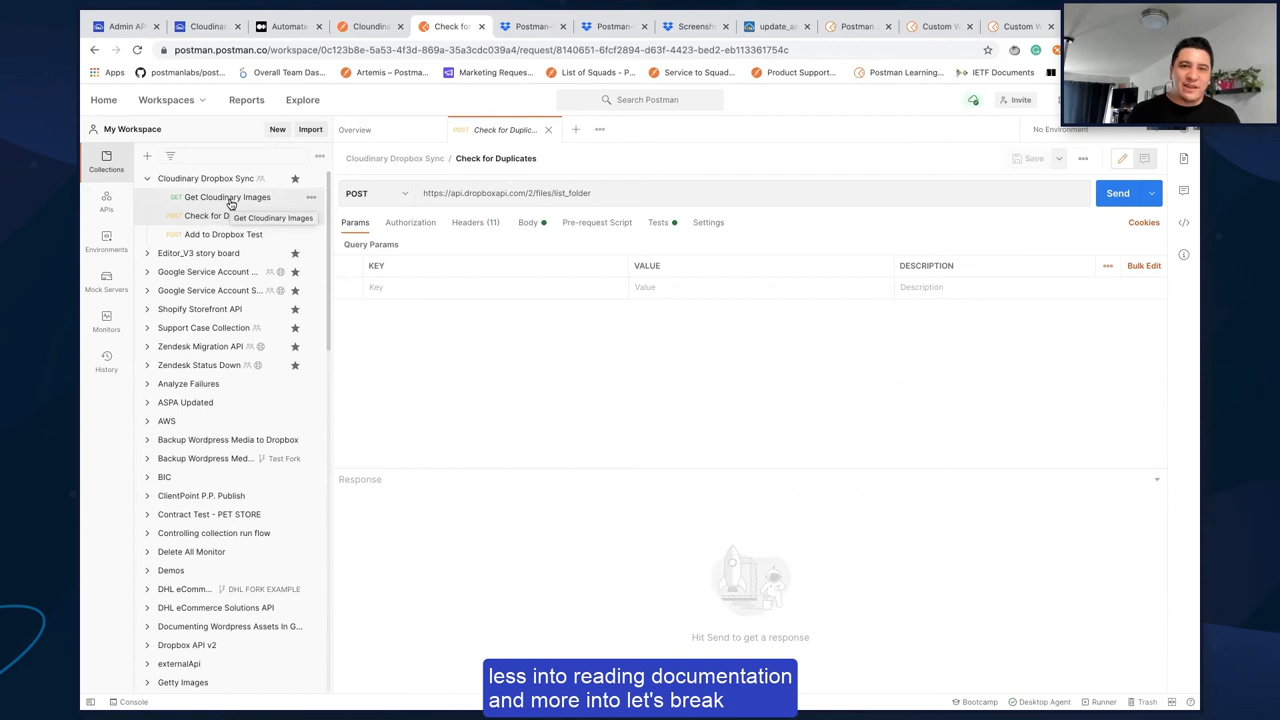 Admin AP
Cloudinar
Automate
Cloundina
Check for
Postman-
Postman-
Screensh
update_a
Postman
Custom W
Custom W
postman.postman.co/workspace/0c123b8e-5a53-4f3d-869a-35a3cdc039a4/request/8140651-6fcf2894-d63f-4423-bed2-eb113361754c
Apps
postmanlabs/post...
Overall Team Das...
Artemis – Postma...
Marketing Reques...
List of Squads - P...
Service to Squad...
Product Support...
Postman Learning...
IETF Documents
Home
Workspaces
Reports
Explore
Search Postman
Invite
My Workspace
New
Import
Overview
POST Check for Duplic...
No Environment
Collections
APIs
Environments
Mock Servers
Monitors
History
Cloudinary Dropbox Sync
GET Get Cloudinary Images
POST Check for D
Get Cloudinary Images
POST Add to Dropbox Test
Editor_V3 story board
Google Service Account ...
Google Service Account S...
Shopify Storefront API
Support Case Collection
Zendesk Migration API
Zendesk Status Down
Analyze Failures
ASPA Updated
AWS
Backup Wordpress Media to Dropbox
Backup Wordpress Med... Test Fork
BIC
ClientPoint P.P. Publish
Contract Test - PET STORE
Controlling collection run flow
Delete All Monitor
Demos
DHL eComm... DHL FORK EXAMPLE
DHL eCommerce Solutions API
Documenting Wordpress Assets In G...
Dropbox API v2
externalApi
Getty Images
Cloudinary Dropbox Sync / Check for Duplicates
Save
POST
https://api.dropboxapi.com/2/files/list_folder
Send
Params
Authorization
Headers (11)
Body
Pre-request Script
Tests
Settings
Cookies
Query Params
KEY
VALUE
DESCRIPTION
Bulk Edit
Key
Value
Description
Response
Hit Send to get a response
less into reading documentation
and more into let's break
Console
Bootcamp
Desktop Agent
Runner
Trash